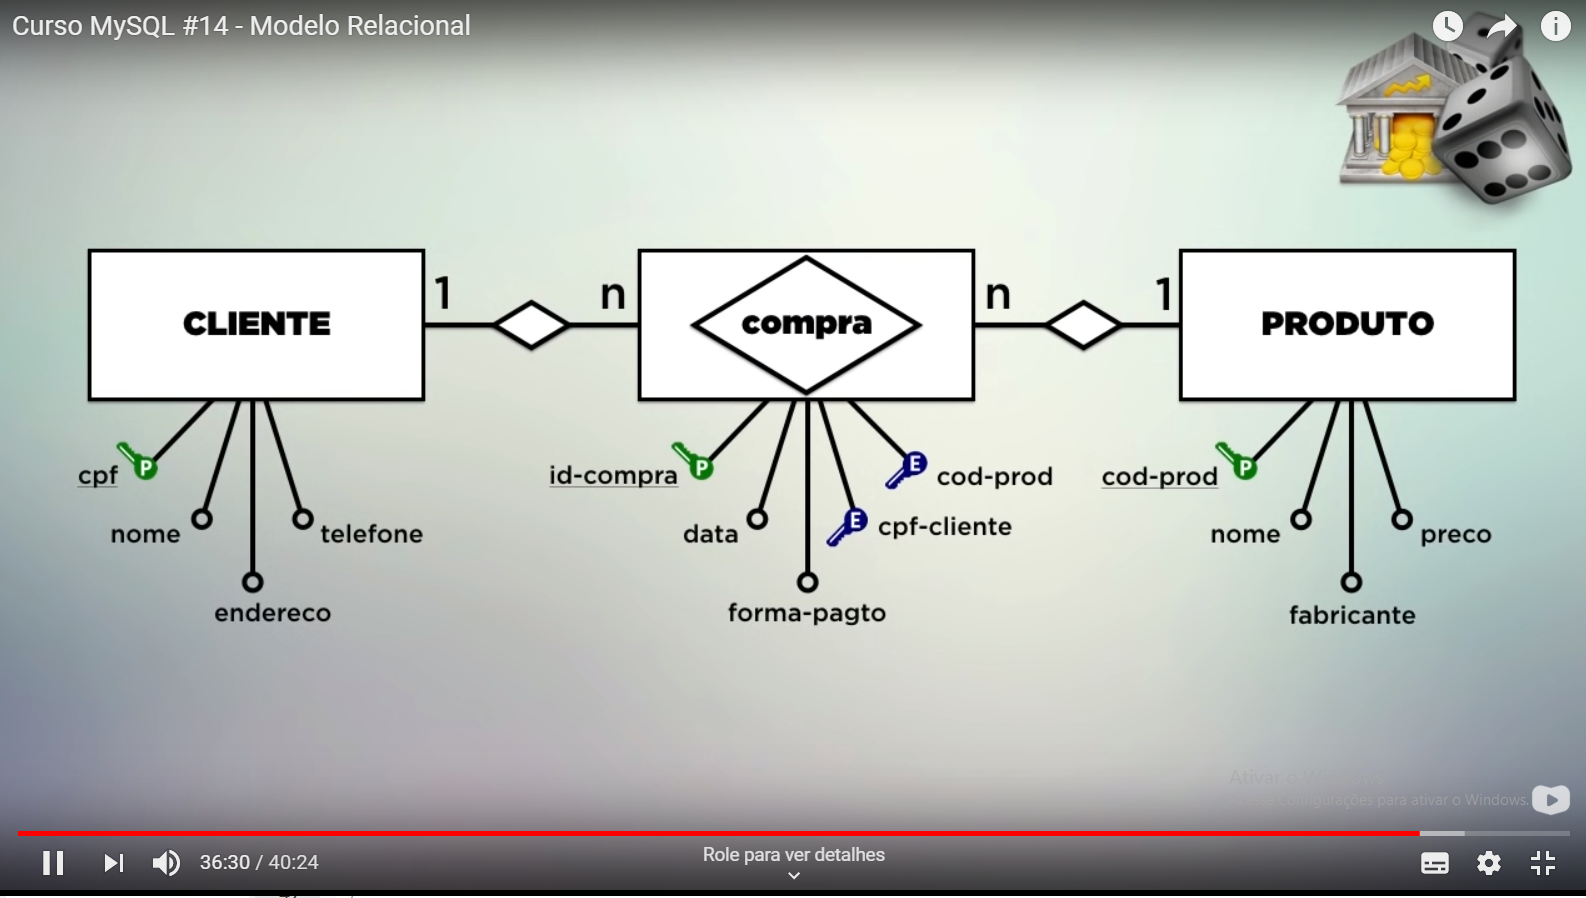 Curso MySQL #14 - Modelo Relacional
CLIENTE
1
n
compra
n
1
PRODUTO
cpf
P
nome
endereco
telefone
id-compra
P
data
forma-pagto
E
cpf-cliente
E
cod-prod
cod-prod
P
nome
fabricante
preco
Ativar o Windows
configurações para ativar o Windows.
36:30 / 40:24
Role para ver detalhes